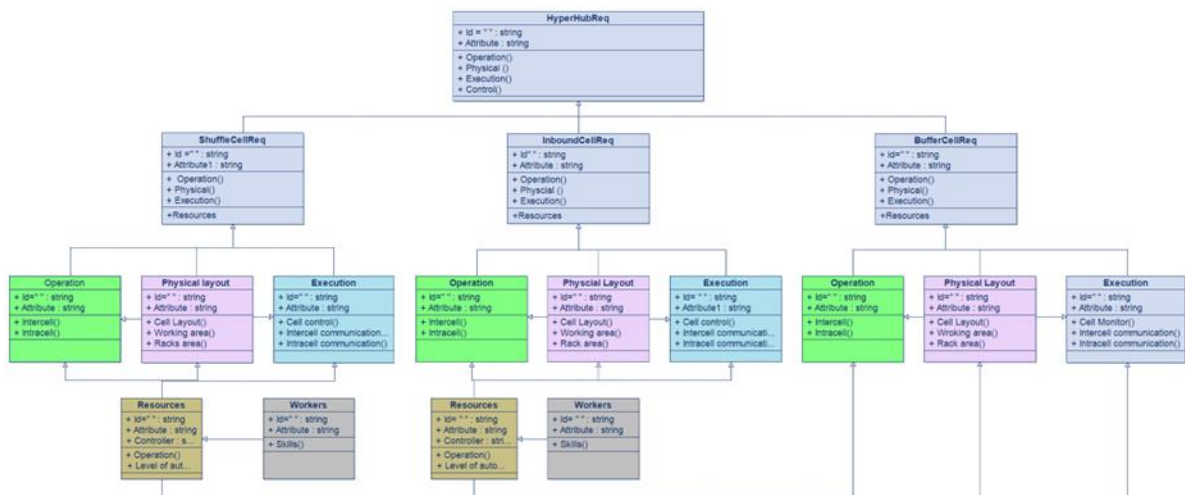 HyperHubReq
+ Id = " " : string
+ Attribute : string
+ Operation()
+ Physical ()
+ Execution()
+ Control()
ShuffleCellReq
+ Id =" " : string
+ Attribute1 : string
+ Operation()
+ Physical()
+ Execution()
+Resources
InboundCellReq
+ Id=" " : string
+ Attribute : string
+ Operation()
+ Physcial ()
+ Execution()
+Resources
BufferCellReq
+ Id=" " : string
+ Attribute : string
+ Operation()
+ Physical()
+ Execution()
+Resources
Operation
+ Id=" " : string
+ Attribute : string
+ Intercell()
+ Intracell()
Physical layout
+ Id=" " : string
+ Attribute : string
+ Cell Layout()
+ Working area()
+ Racks area()
Execution
+ Id=" " : string
+ Attribute : string
+ Cell control()
+ Intercell communication...
+ Intracell communication()
Operation
+ Id=" " : string
+ Attribute : string
+ Intercell()
+ Intracell()
Physcial Layout
+ Id=" " : string
+ Attribute : string
+ Cell Layout()
+ Working area()
+ Rack area()
Execution
+ Id=" " : string
+ Attribute1 : string
+ Cell control()
+ Intercell communicati...
+ Intracell communicati...
Operation
+ Id=" " : string
+ Attribute : string
+ Intercell()
+ Intracell()
Physical Layout
+ Id=" " : string
+ Attribute : string
+ Cell Layout()
+ Wroking area()
+ Rack area()
Execution
+ Id=" " : string
+ Attribute : string
+ Cell Monitor()
+ Intercell communication()
+ Intracell communication()
Resources
+ Id=" " : string
+ Attribute : string
+ Controller : s...
+ Operation()
+ Level of aut...
Workers
+ Id=" " : string
+ Attribute : string
+ Skills()
Resources
+ Id= " " : string
+ Attribute : string
+ Controller : stri...
+ Operation()
+ Level of auto...
Workers
+ Id= " " : string
+ Attribute : string
+ Skills()